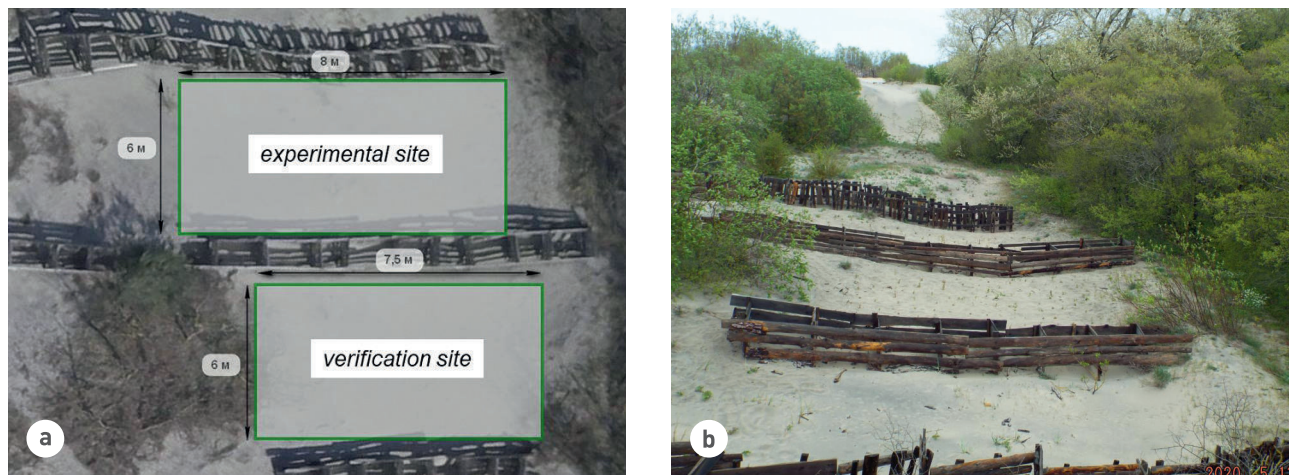 8 м
6 м
experimental site
7,5 м
6 м
verification site
a
b